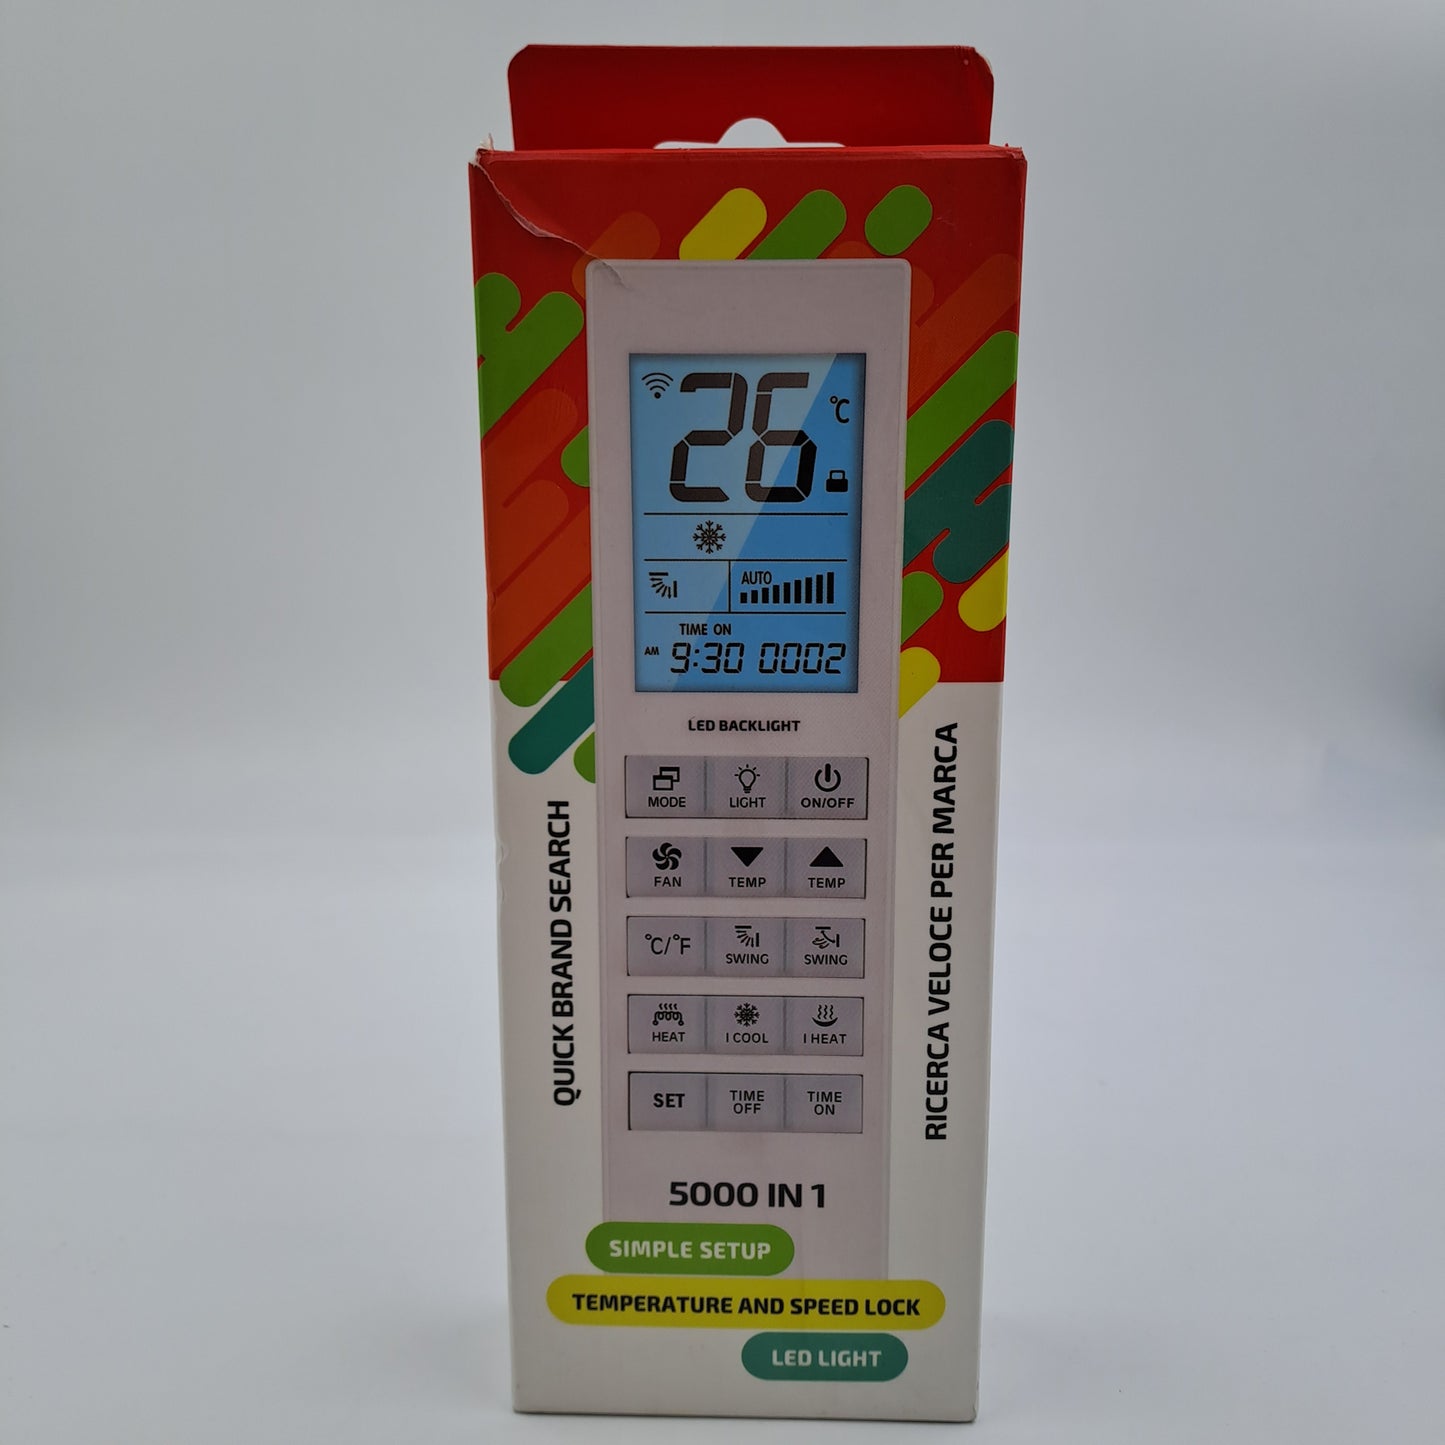 26 °C
AUTO
TIME ON
AM 9:30 0002
LED BACKLIGHT
MODE LIGHT ON/OFF
FAN TEMP TEMP
°C/°F SWING SWING
HEAT I COOL I HEAT
SET TIME OFF TIME ON
5000 IN 1
SIMPLE SETUP
TEMPERATURE AND SPEED LOCK
LED LIGHT
QUICK BRAND SEARCH
RICERCA VELOCE PER MARCA